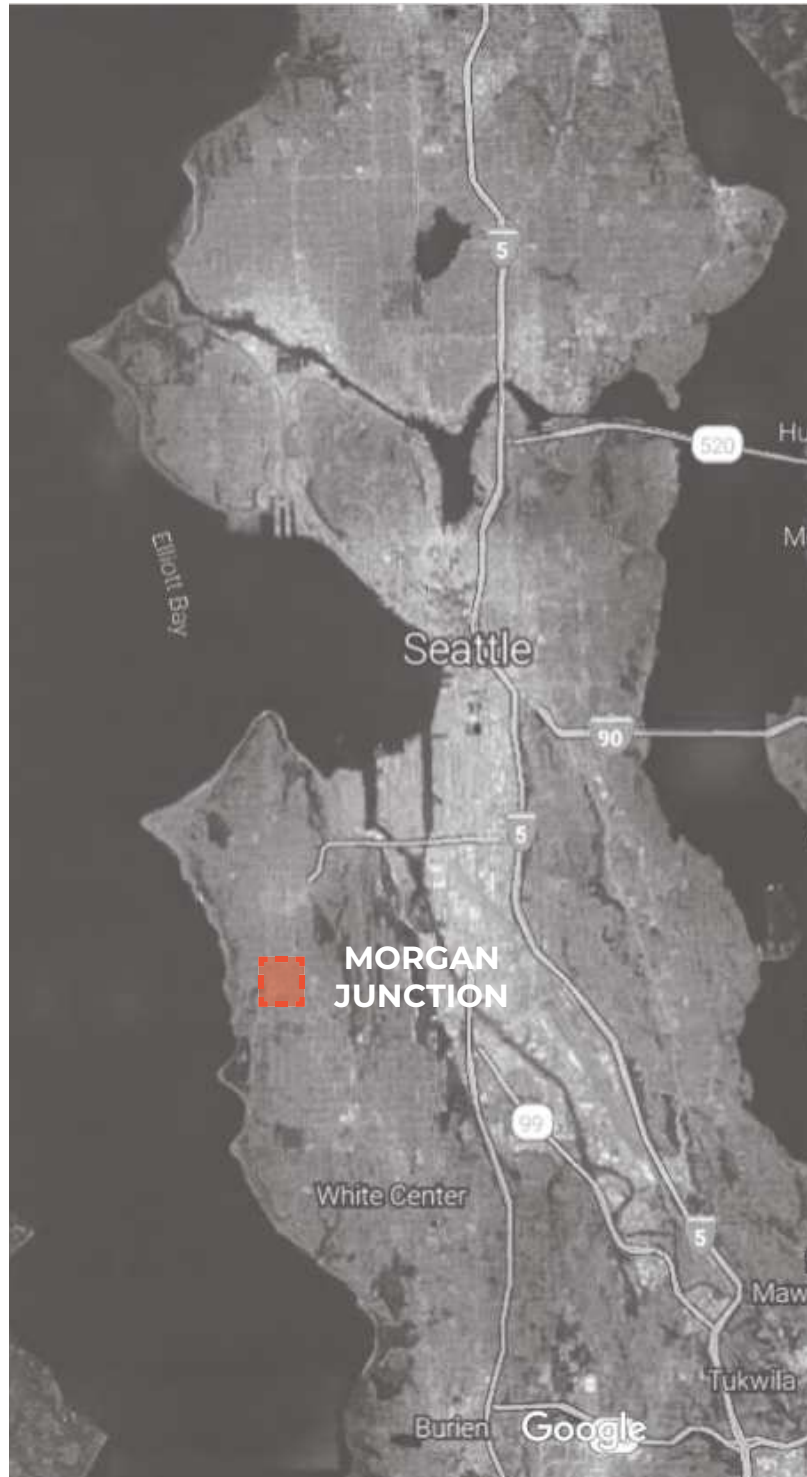 5
520
Hu
M
Elliott Bay
Seattle
90
5
MORGAN
JUNCTION
99
White Center
5
Maw
Tukwila
Burien
Google